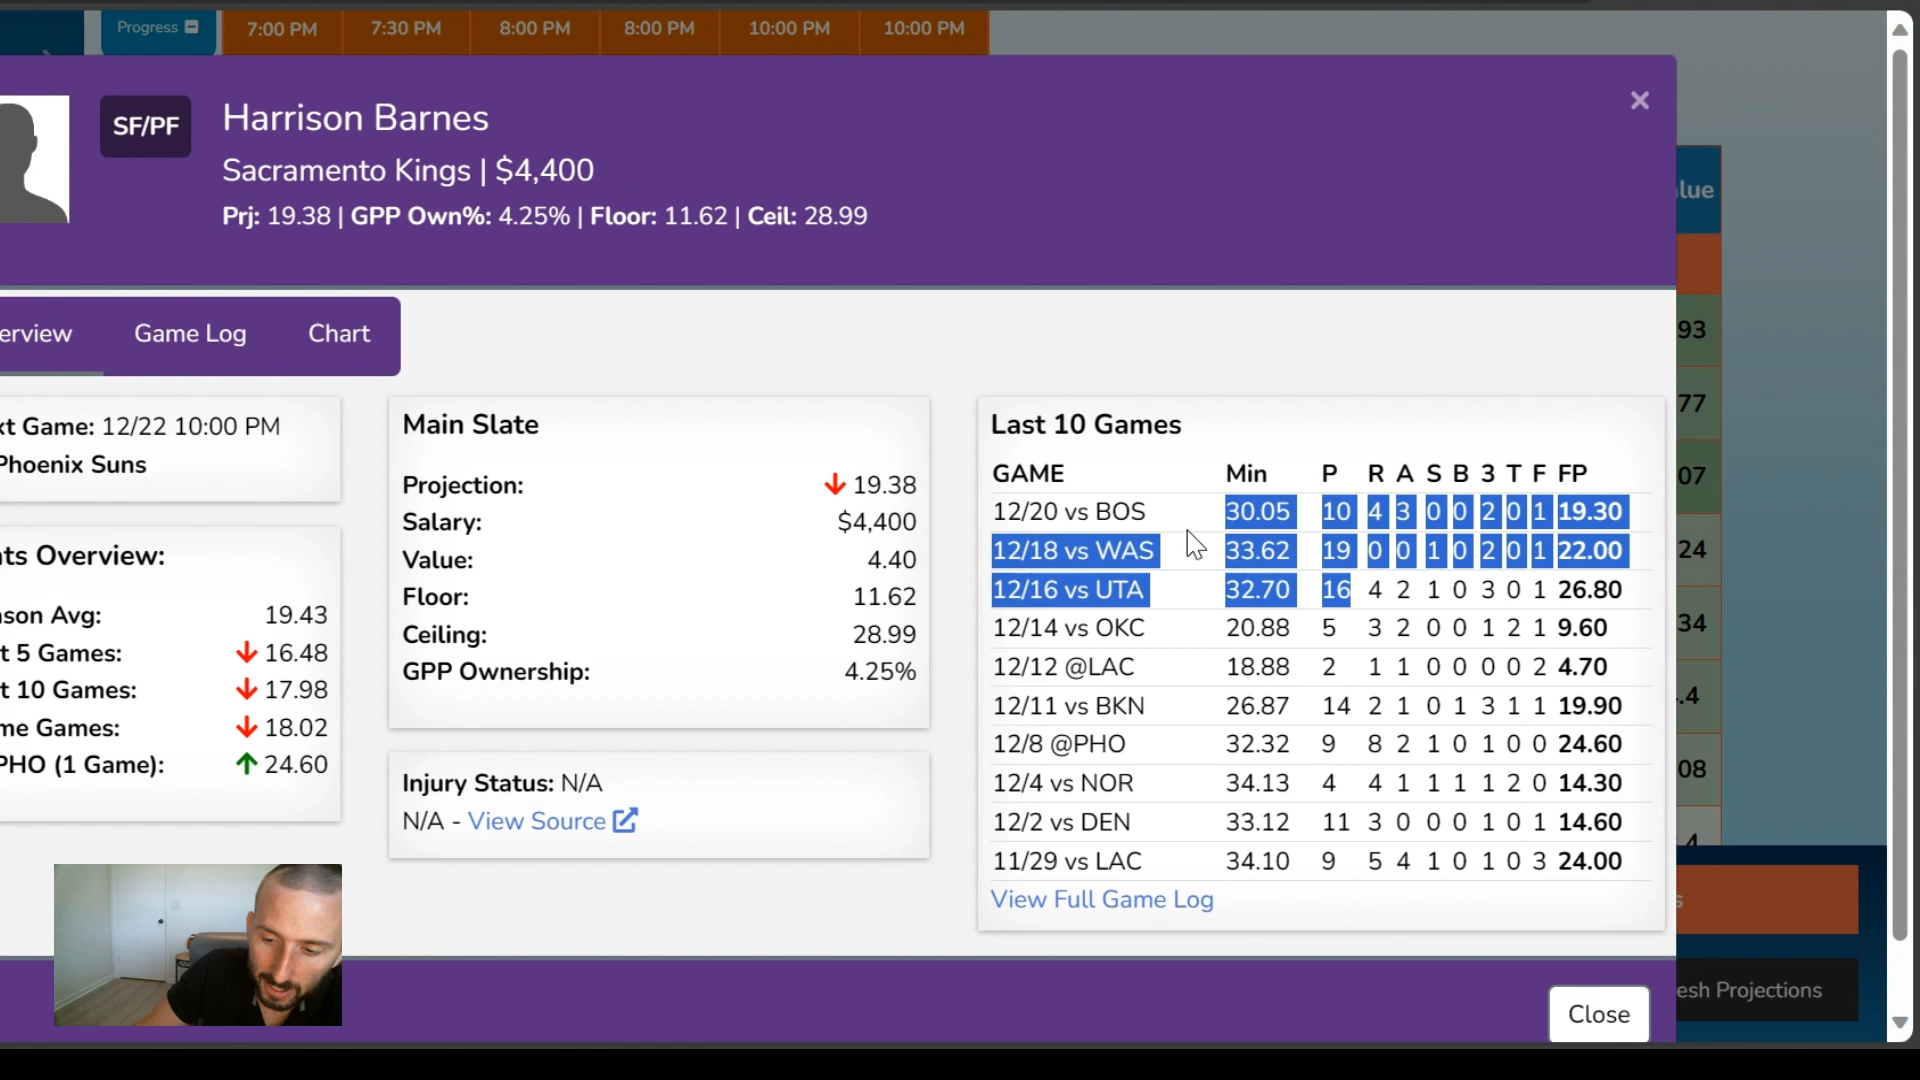 Progress
7:00 PM 7:30 PM 8:00 PM 8:00 PM 10:00 PM 10:00 PM
SF/PF
Harrison Barnes
Sacramento Kings | $4,400
Prj: 19.38 | GPP Own%: 4.25% | Floor: 11.62 | Ceil: 28.99
×
lue
erview Game Log Chart
93
77
07
24
34
.4
08
4
xt Game: 12/22 10:00 PM
Phoenix Suns
ts Overview:
ason Avg: 19.43
t 5 Games: 16.48
t 10 Games: 17.98
me Games: 18.02
PHO (1 Game): 24.60
Main Slate
Projection: 19.38
Salary: $4,400
Value: 4.40
Floor: 11.62
Ceiling: 28.99
GPP Ownership: 4.25%
Injury Status: N/A
N/A - View Source
Last 10 Games
GAME Min P R A S B 3 T F FP
12/20 vs BOS 30.05 10 4 3 0 0 2 0 1 19.30
12/18 vs WAS 33.62 19 0 0 1 0 2 0 1 22.00
12/16 vs UTA 32.70 16 4 2 1 0 3 0 1 26.80
12/14 vs OKC 20.88 5 3 2 0 0 1 2 1 9.60
12/12 @LAC 18.88 2 1 1 0 0 0 0 2 4.70
12/11 vs BKN 26.87 14 2 1 0 1 3 1 1 19.90
12/8 @PHO 32.32 9 8 2 1 0 1 0 0 24.60
12/4 vs NOR 34.13 4 4 1 1 1 1 2 0 14.30
12/2 vs DEN 33.12 11 3 0 0 0 1 0 1 14.60
11/29 vs LAC 34.10 9 5 4 1 0 1 0 3 24.00
View Full Game Log
s
esh Projections
Close